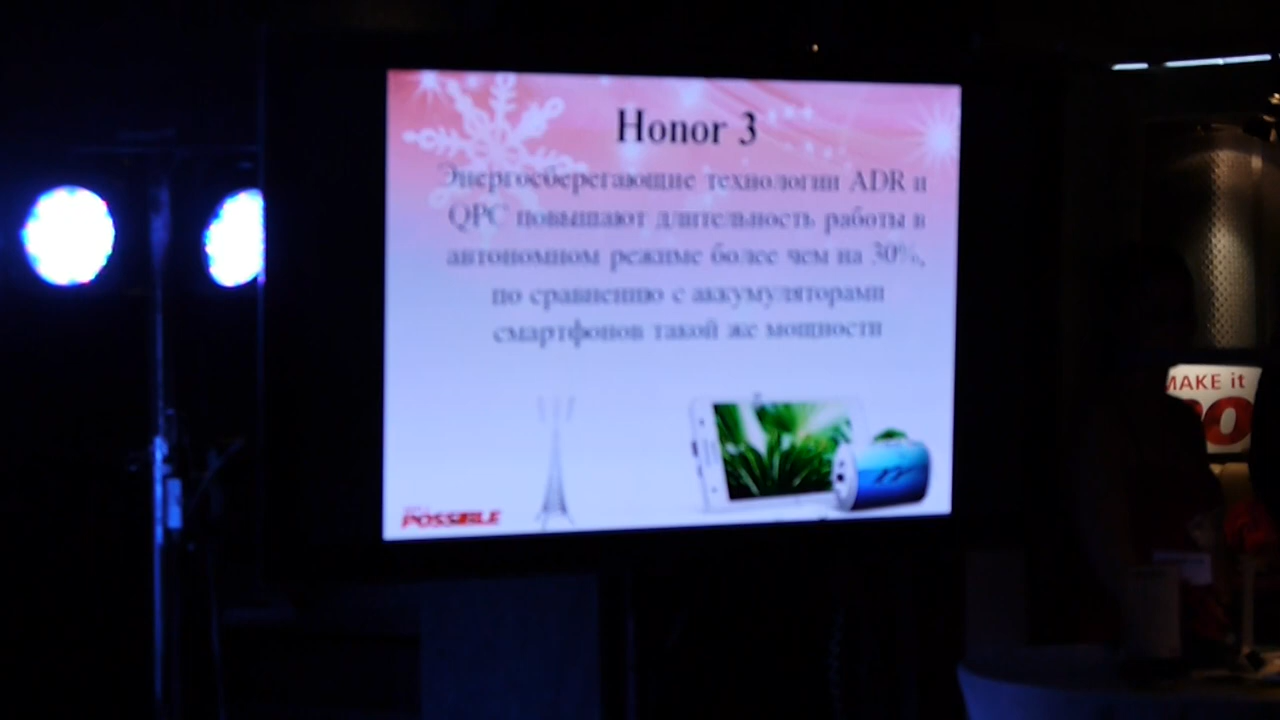 Honor 3
Энергосберегающие технологии ADR и
QPC повышают длительность работы в
автономном режиме более чем на 30%,
по сравнению с аккумуляторами
смартфонов такой же мощности
POSSIBLE
MAKE it